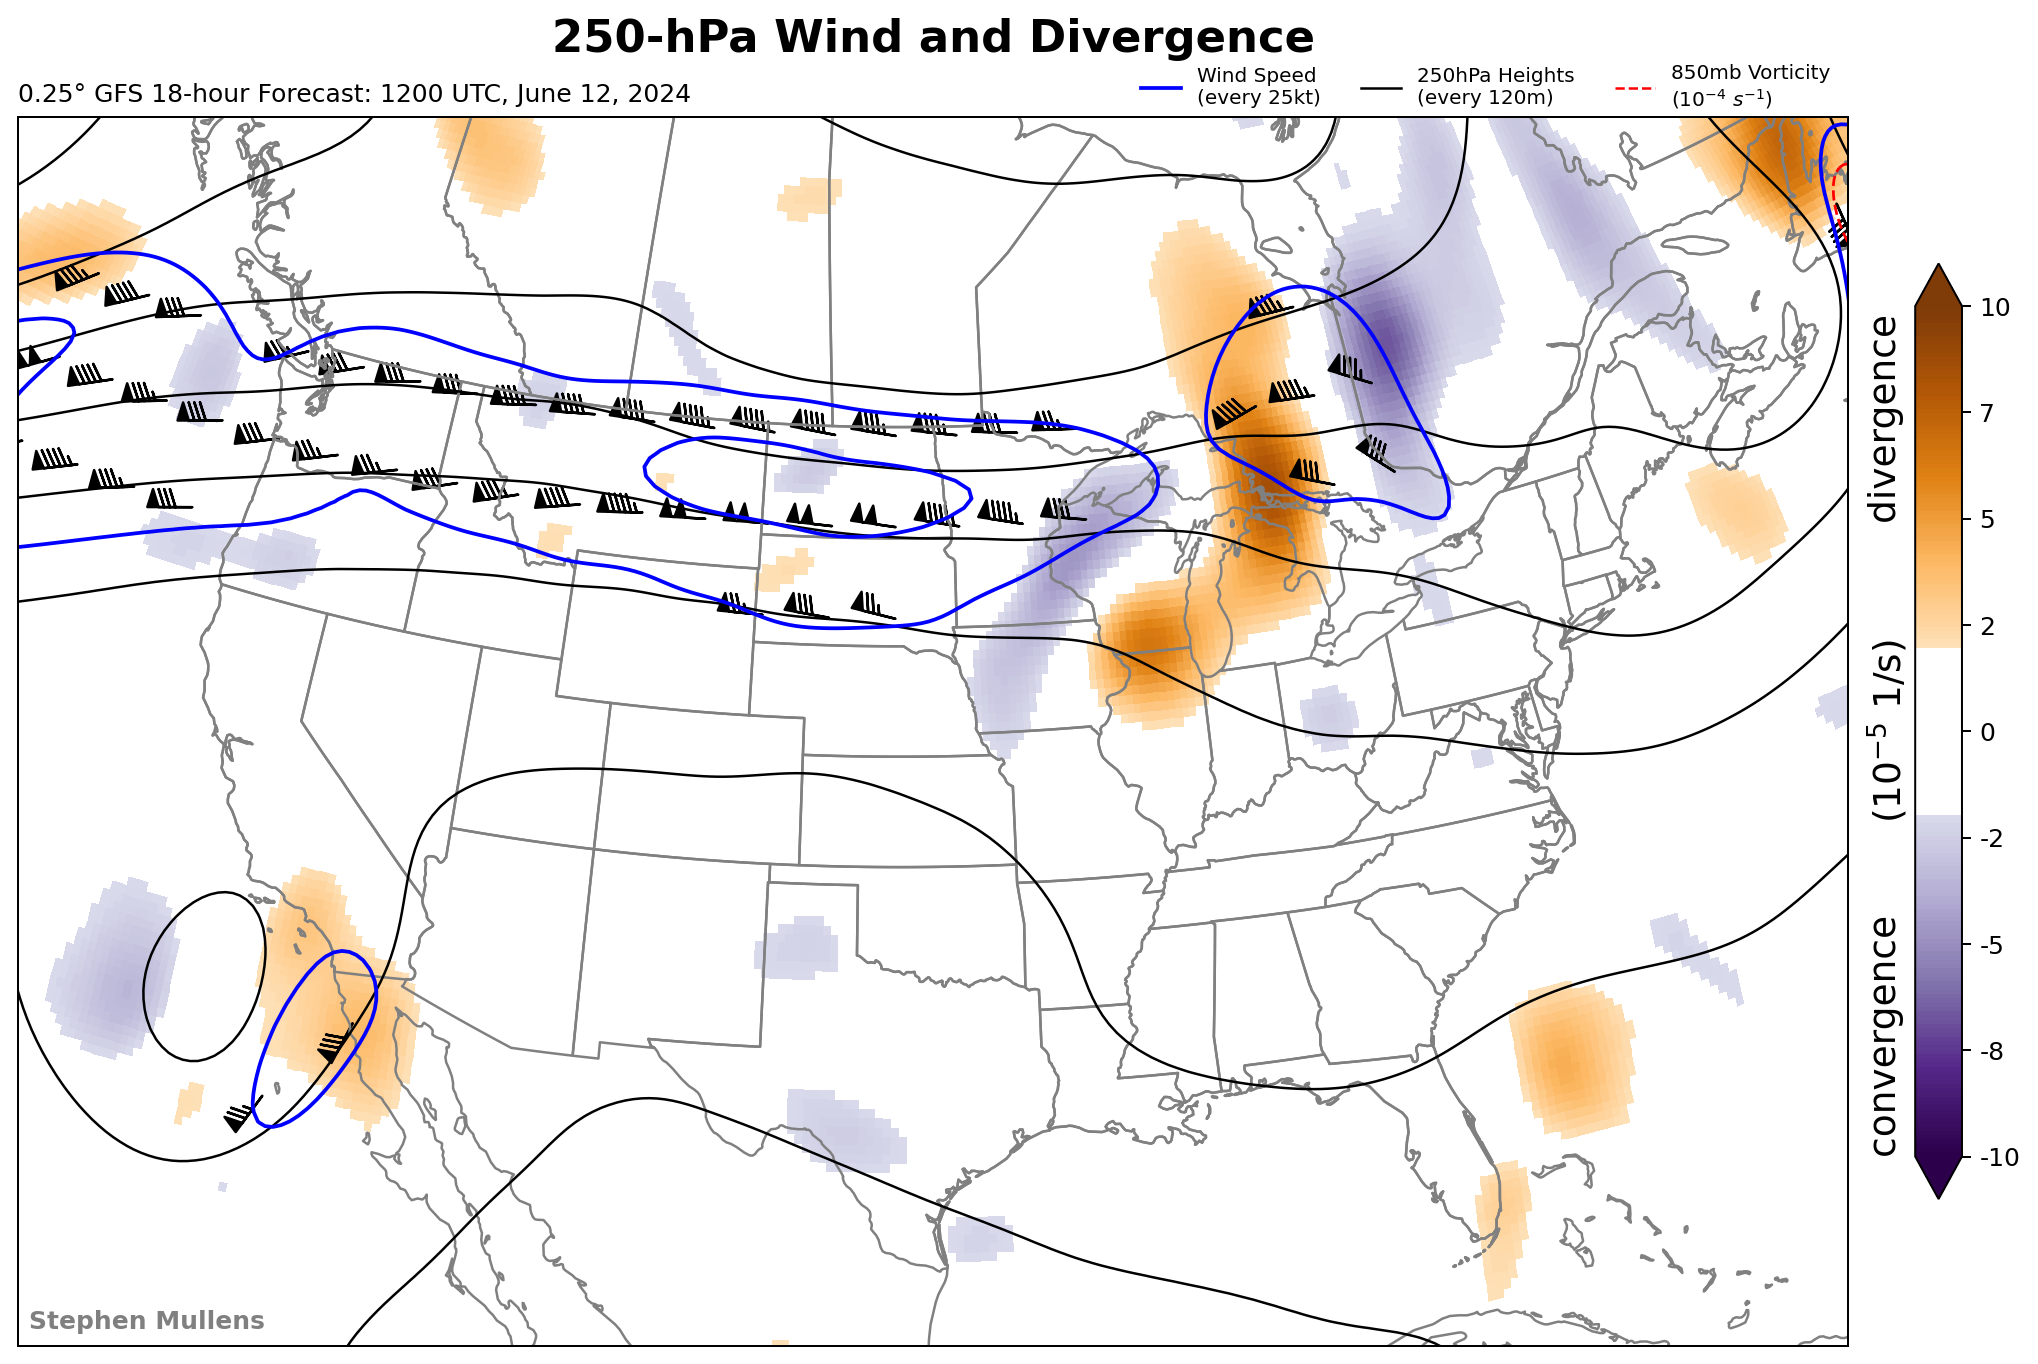 250-hPa Wind and Divergence
0.25° GFS 18-hour Forecast: 1200 UTC, June 12, 2024
Wind Speed
(every 25kt)
250hPa Heights
(every 120m)
850mb Vorticity
(10⁻⁴ s⁻¹)
10
7
5
2
0
-2
-5
-8
-10
convergence (10⁻⁵ 1/s) divergence
Stephen Mullens